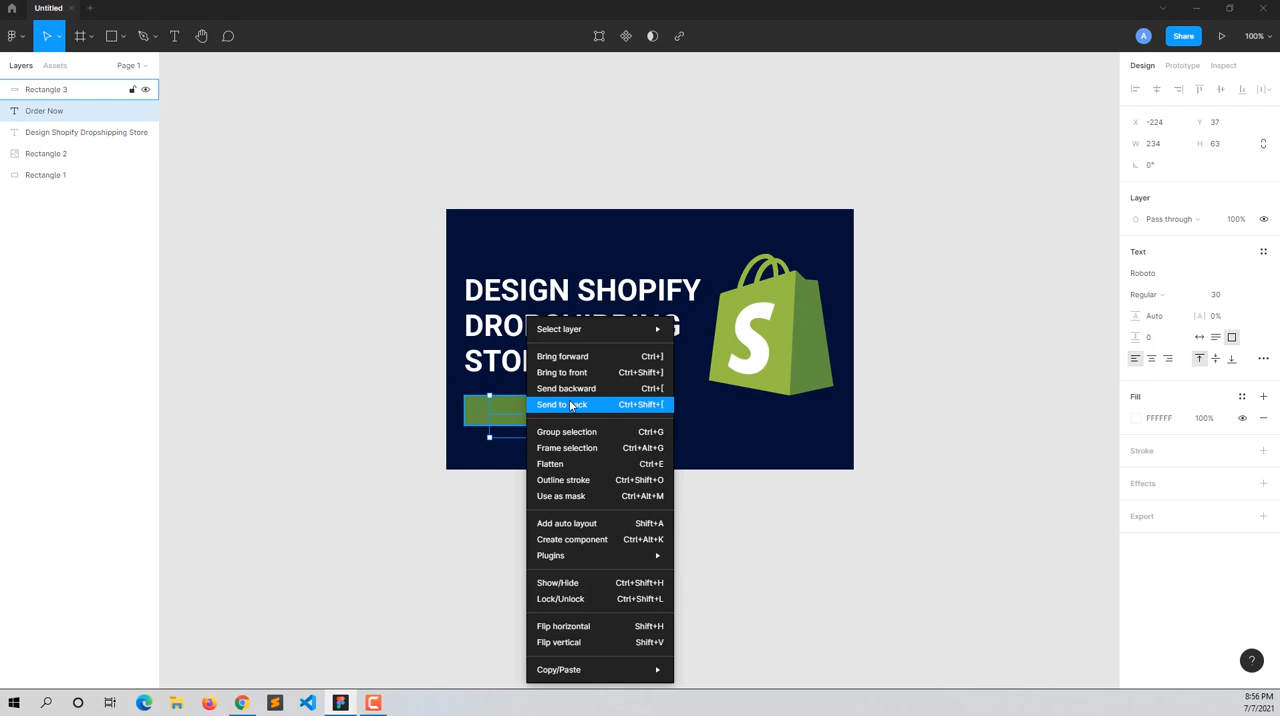 Untitled
Share
100%
Layers
Assets
Page 1
Design
Prototype
Inspect
Rectangle 3
Order Now
Design Shopify Dropshipping Store
Rectangle 2
Rectangle 1
X -224 Y 37
W 234 H 63
0°
Layer
Pass through 100%
Text
Roboto
Regular 30
Auto 0%
0
Fill
FFFFFF 100%
Stroke
Effects
Export
DESIGN SHOPIFY
S
Select layer
Bring forward Ctrl+]
Bring to front Ctrl+Shift+]
Send backward Ctrl+[
Send to back Ctrl+Shift+[
Group selection Ctrl+G
Frame selection Ctrl+Alt+G
Flatten Ctrl+E
Outline stroke Ctrl+Shift+O
Use as mask Ctrl+Alt+M
Add auto layout Shift+A
Create component Ctrl+Alt+K
Plugins
Show/Hide Ctrl+Shift+H
Lock/Unlock Ctrl+Shift+L
Flip horizontal Shift+H
Flip vertical Shift+V
Copy/Paste
A
?
8:56 PM
7/7/2021